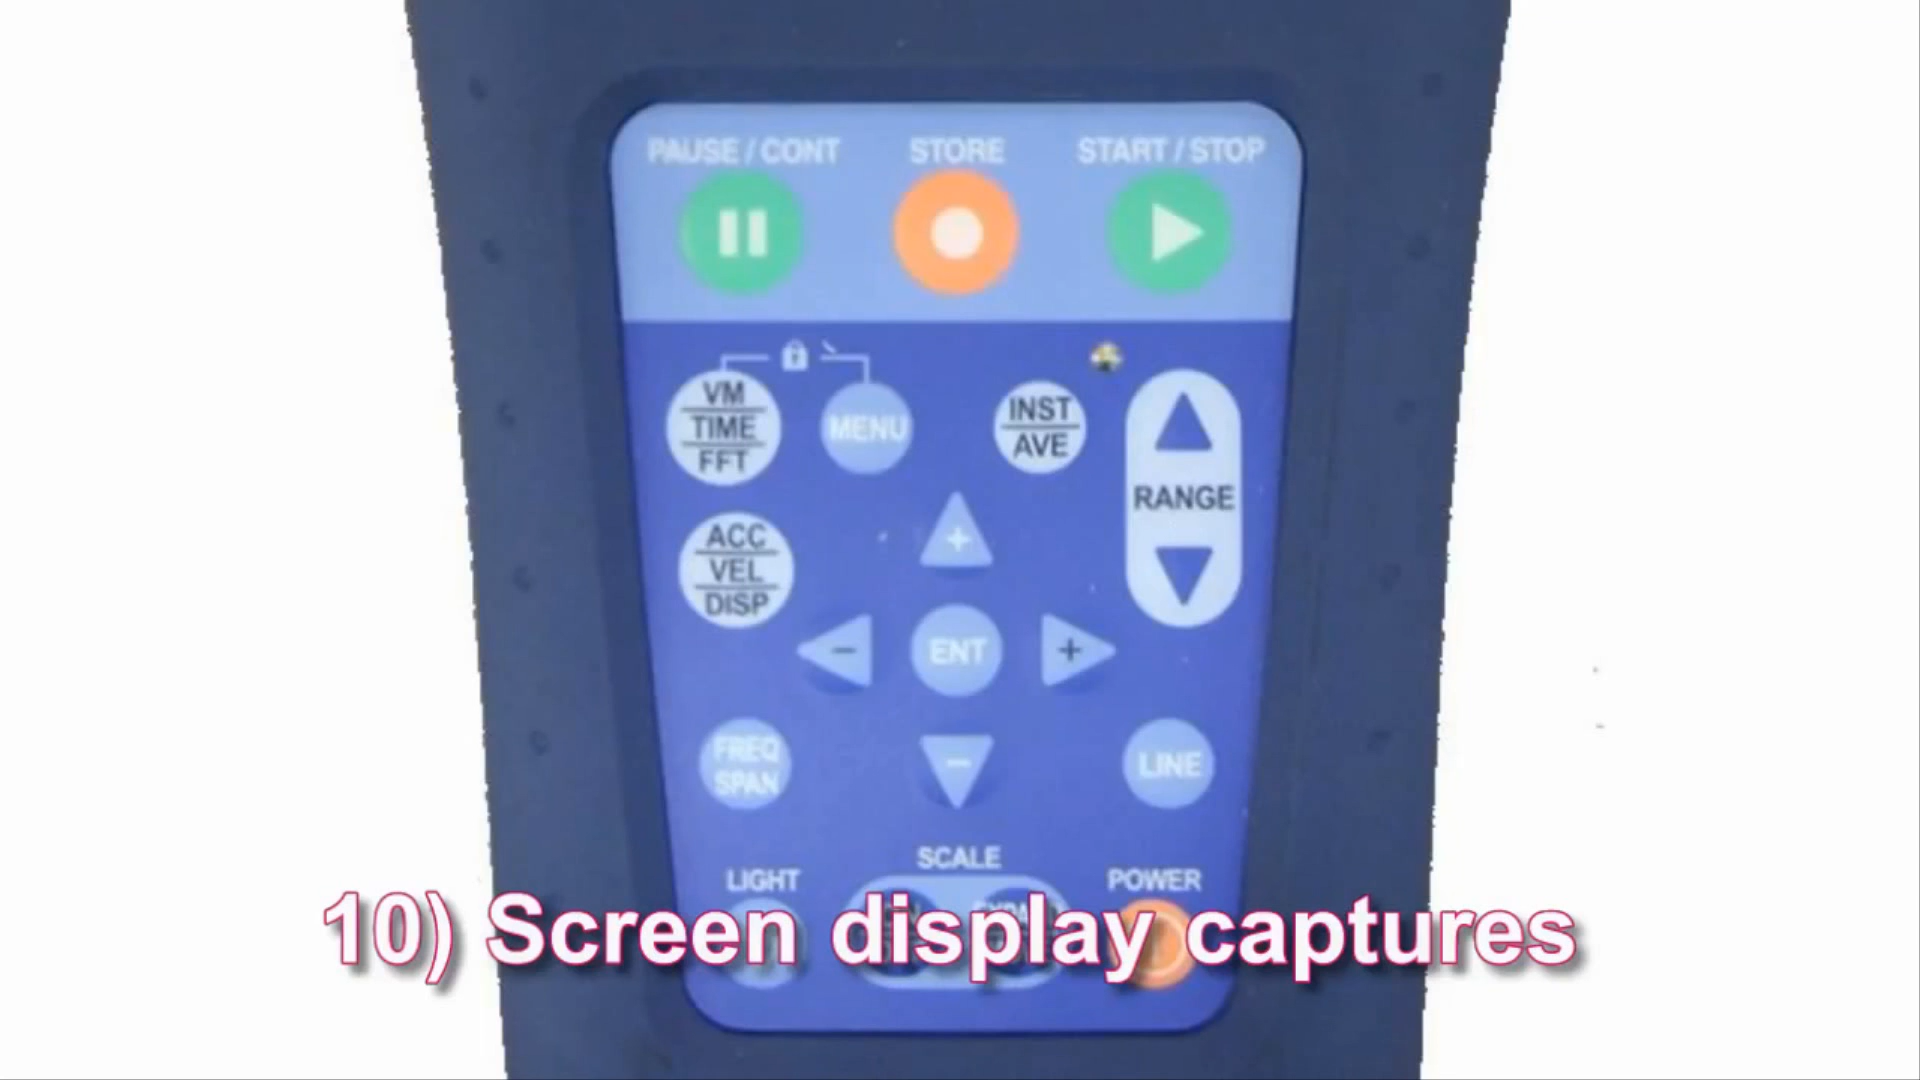 PAUSE / CONT
STORE
START / STOP
VM
TIME
FFT
MENU
INST
AVE
RANGE
ACC
VEL
DISP
+
−
ENT
+
FREQ
SPAN
−
LINE
SCALE
LIGHT
POWER
10) Screen display captures